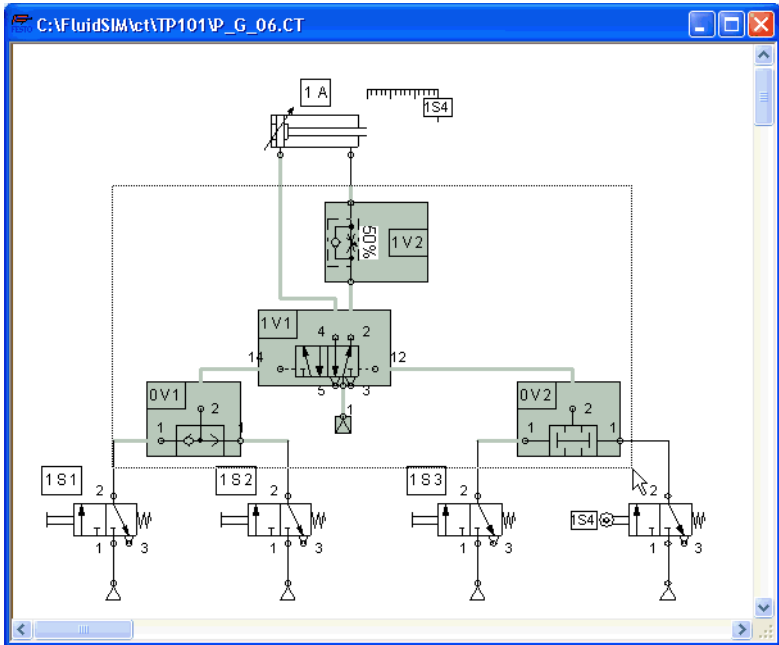 FESTO
C:\FluidSIM\ct\TP101\P_G_06.CT
1 A
1S4
50%
1V2
1V1
4 2
14 12
5 3
1
0V1
2
1 1
0V2
2
1 1
1S1
2
1 3
1S2
2
1 3
1S3
2
1 3
1S4
2
1 3